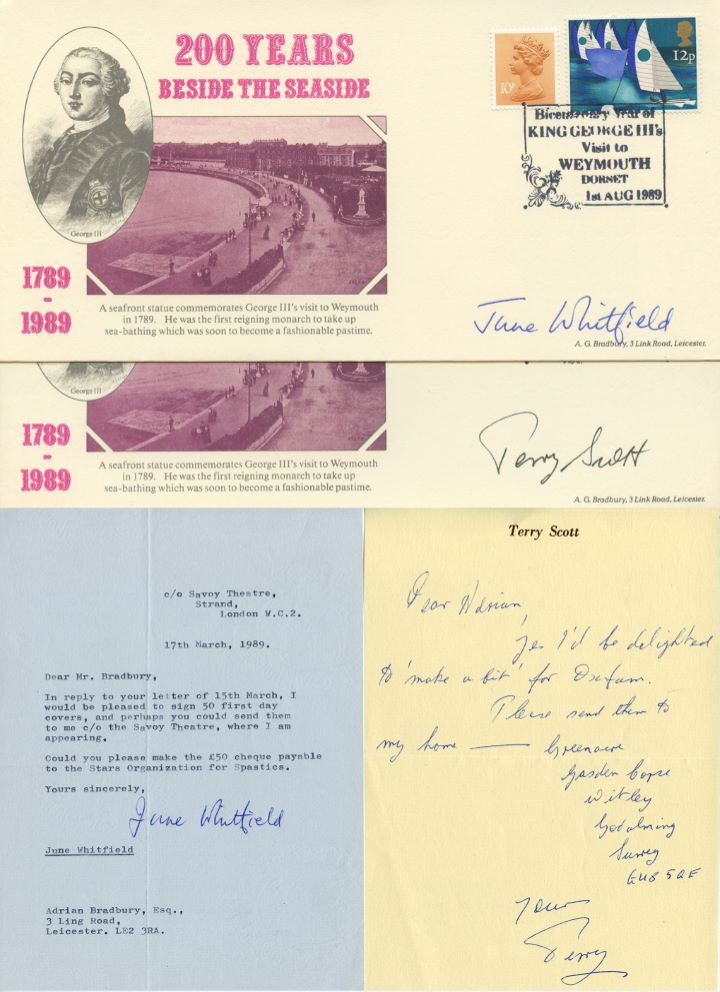 200 YEARS
BESIDE THE SEASIDE
10P
12p
Bicentenary Year of
KING GEORGE III's
Visit to
WEYMOUTH
DORSET
1st AUG 1989
George III
1789
-
1989
A seafront statue commemorates George III's visit to Weymouth
in 1789. He was the first reigning monarch to take up
sea-bathing which was soon to become a fashionable pastime.
June Whitfield
A. G. Bradbury, 3 Link Road, Leicester.
George III
1789
-
1989
A seafront statue commemorates George III's visit to Weymouth
in 1789. He was the first reigning monarch to take up
sea-bathing which was soon to become a fashionable pastime.
Terry Scott
A. G. Bradbury, 3 Link Road, Leicester.
c/o Savoy Theatre,
Strand,
London W.C.2.
17th March, 1989.
Dear Mr. Bradbury,
In reply to your letter of 15th March, I
would be pleased to sign 50 first day
covers, and perhaps you could send them
to me c/o the Savoy Theatre, where I am
appearing.
Could you please make the £50 cheque payable
to the Stars Organization for Spastics.
Yours sincerely,
June Whitfield
June Whitfield
Adrian Bradbury, Esq.,
3 Ling Road,
Leicester. LE2 3RA.
Terry Scott
Dear Adrian,
Yes I'd be delighted
to 'make a bit' for Oxfam.
Please send them to
my home — 
Gasden Copse
Witley
Godalming
Surrey
GU8 5QE
Yours
Terry